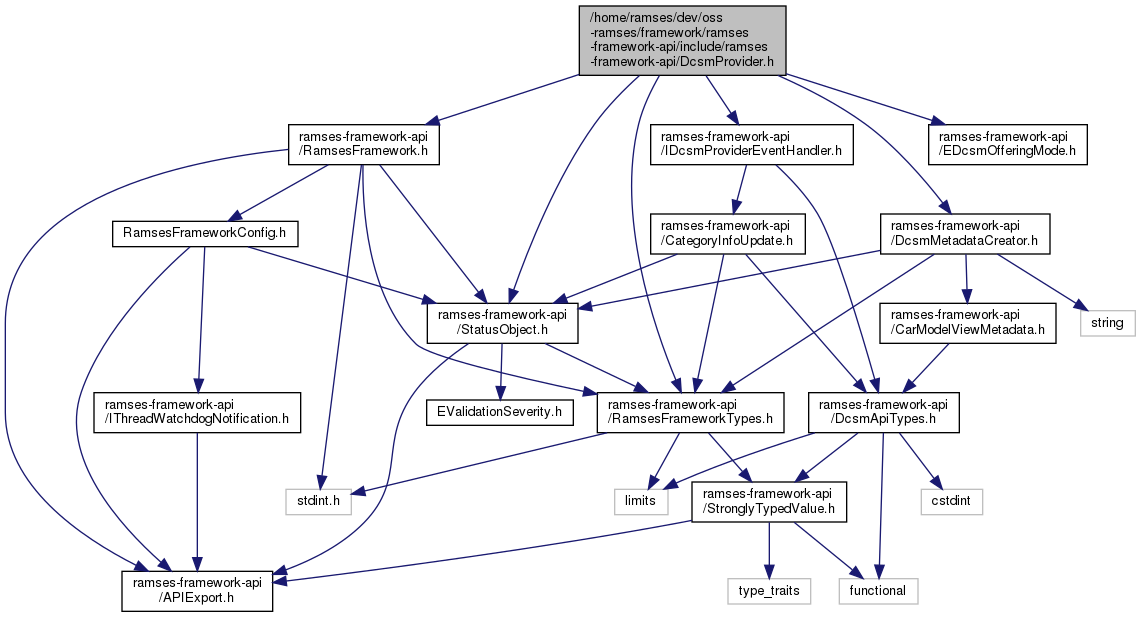 /home/ramses/dev/oss
-ramses/framework/ramses
-framework-api/include/ramses
-framework-api/DcsmProvider.h
ramses-framework-api
/RamsesFramework.h
ramses-framework-api
/IDcsmProviderEventHandler.h
ramses-framework-api
/EDcsmOfferingMode.h
RamsesFrameworkConfig.h
ramses-framework-api
/CategoryInfoUpdate.h
ramses-framework-api
/DcsmMetadataCreator.h
ramses-framework-api
/StatusObject.h
ramses-framework-api
/CarModelViewMetadata.h
string
ramses-framework-api
/IThreadWatchdogNotification.h
EValidationSeverity.h
ramses-framework-api
/RamsesFrameworkTypes.h
ramses-framework-api
/DcsmApiTypes.h
stdint.h
limits
ramses-framework-api
/StronglyTypedValue.h
cstdint
ramses-framework-api
/APIExport.h
type_traits
functional